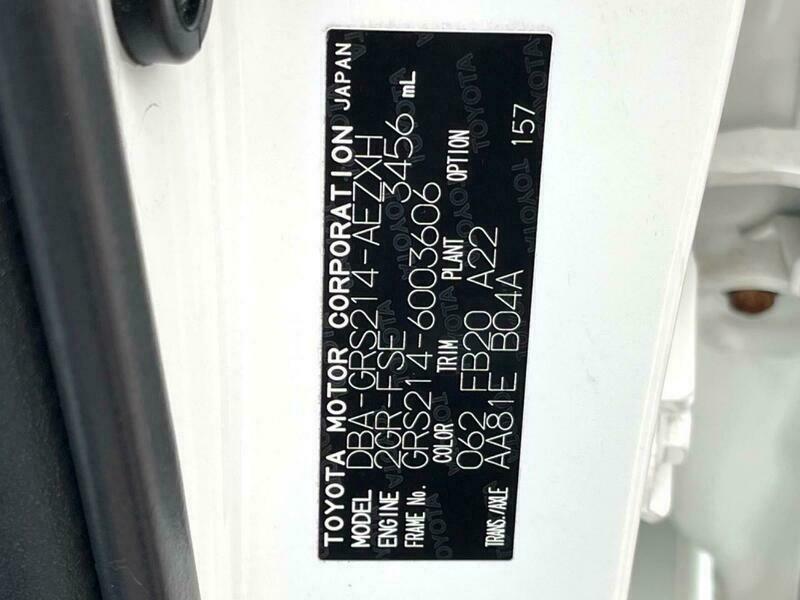 TOYOTA MOTOR CORPORATION JAPAN
MODEL DBA-GRS214-AEZXH
ENGINE 2GR-FSE 3456 mL
FRAME No. GRS214-6003606
COLOR TRIM PLANT OPTION
062 FB20 A22
TRANS./AXLE AA81E B04A 157